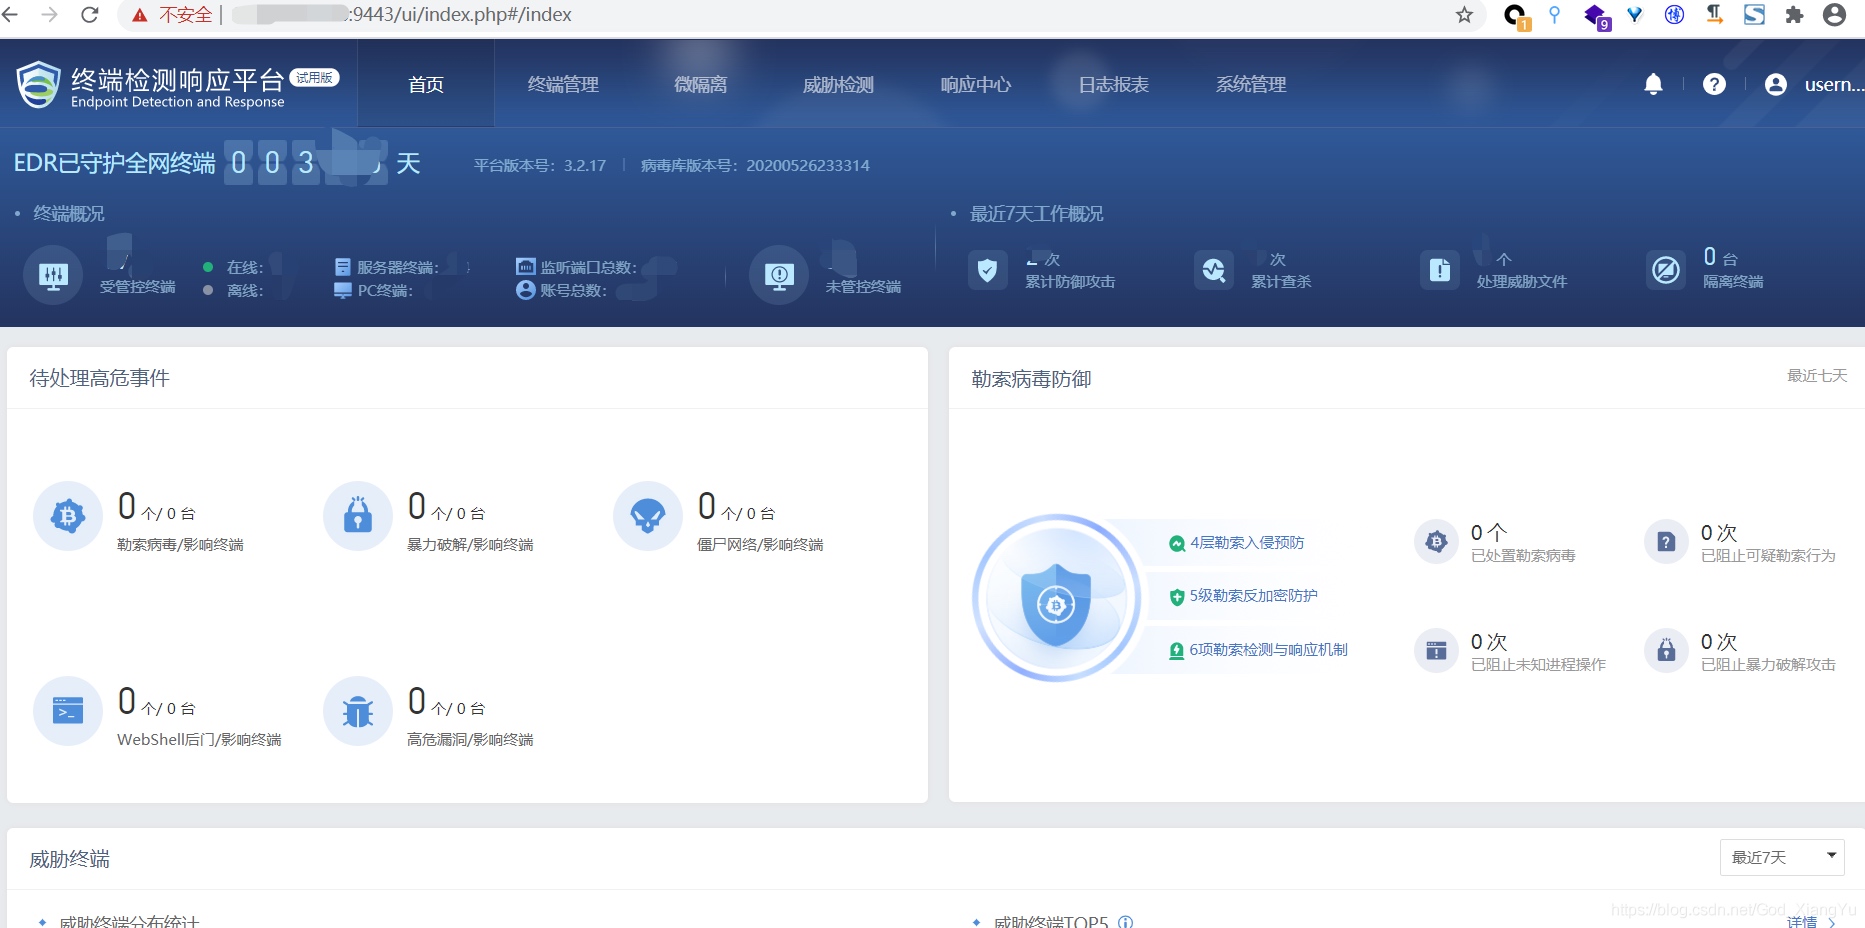 不安全 :9443/ui/index.php#/index
1
9
博
终端检测响应平台 试用版
Endpoint Detection and Response
首页 终端管理 微隔离 威胁检测 响应中心 日志报表 系统管理
usern...
EDR已守护全网终端 0 0 3 天 平台版本号：3.2.17 病毒库版本号：20200526233314
终端概况
最近7天工作概况
受管控终端
在线：
离线：
服务器终端：
PC终端：
监听端口总数：
账号总数：
未管控终端
次
累计防御攻击
次
累计查杀
个
处理威胁文件
0 台
隔离终端
待处理高危事件
0 个/ 0 台
勒索病毒/影响终端
0 个/ 0 台
暴力破解/影响终端
0 个/ 0 台
僵尸网络/影响终端
0 个/ 0 台
WebShell后门/影响终端
0 个/ 0 台
高危漏洞/影响终端
勒索病毒防御 最近七天
4层勒索入侵预防
5级勒索反加密防护
6项勒索检测与响应机制
0 个
已处置勒索病毒
0 次
已阻止可疑勒索行为
0 次
已阻止未知进程操作
0 次
已阻止暴力破解攻击
威胁终端 最近7天
威胁终端分布统计
威胁终端TOP5 详情
https://blog.csdn.net/God_XiangYu